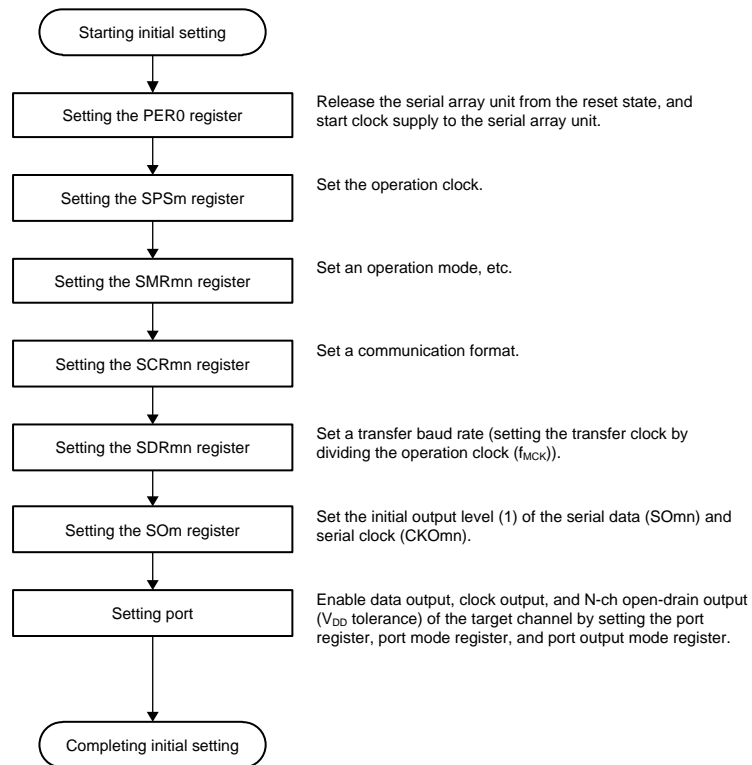 Starting initial setting
Setting the PER0 register
Release the serial array unit from the reset state, and
start clock supply to the serial array unit.
Setting the SPSm register
Set the operation clock.
Setting the SMRmn register
Set an operation mode, etc.
Setting the SCRmn register
Set a communication format.
Setting the SDRmn register
Set a transfer baud rate (setting the transfer clock by
dividing the operation clock (fMCK)).
Setting the SOm register
Set the initial output level (1) of the serial data (SOmn) and
serial clock (CKOmn).
Setting port
Enable data output, clock output, and N-ch open-drain output
(VDD tolerance) of the target channel by setting the port
register, port mode register, and port output mode register.
Completing initial setting